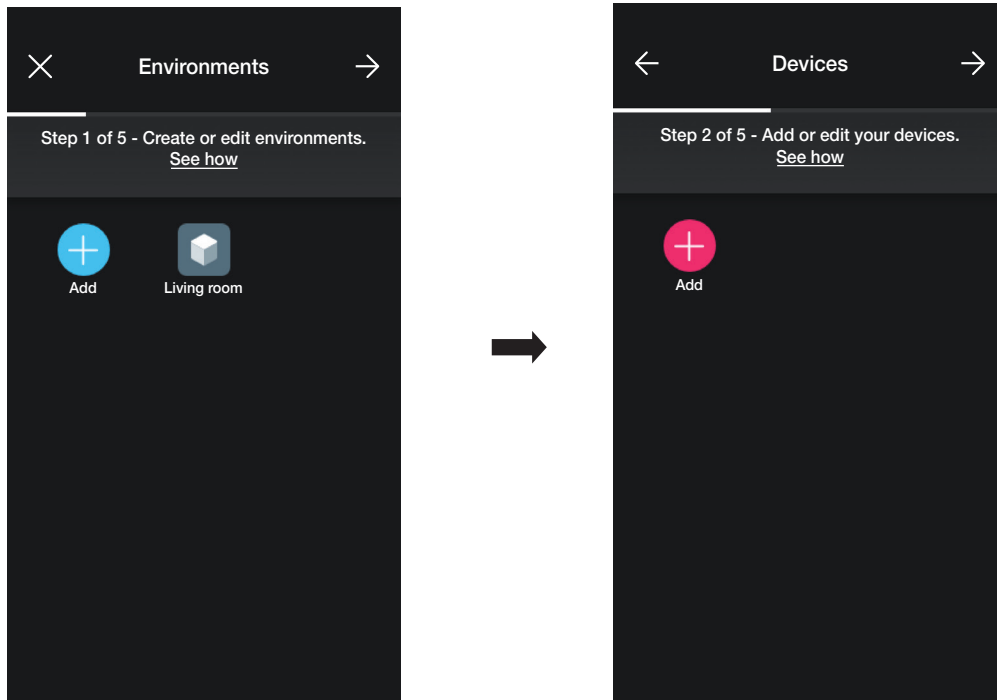 Environments
Step 1 of 5 - Create or edit environments.
See how
Add
Living room
Devices
Step 2 of 5 - Add or edit your devices.
See how
Add